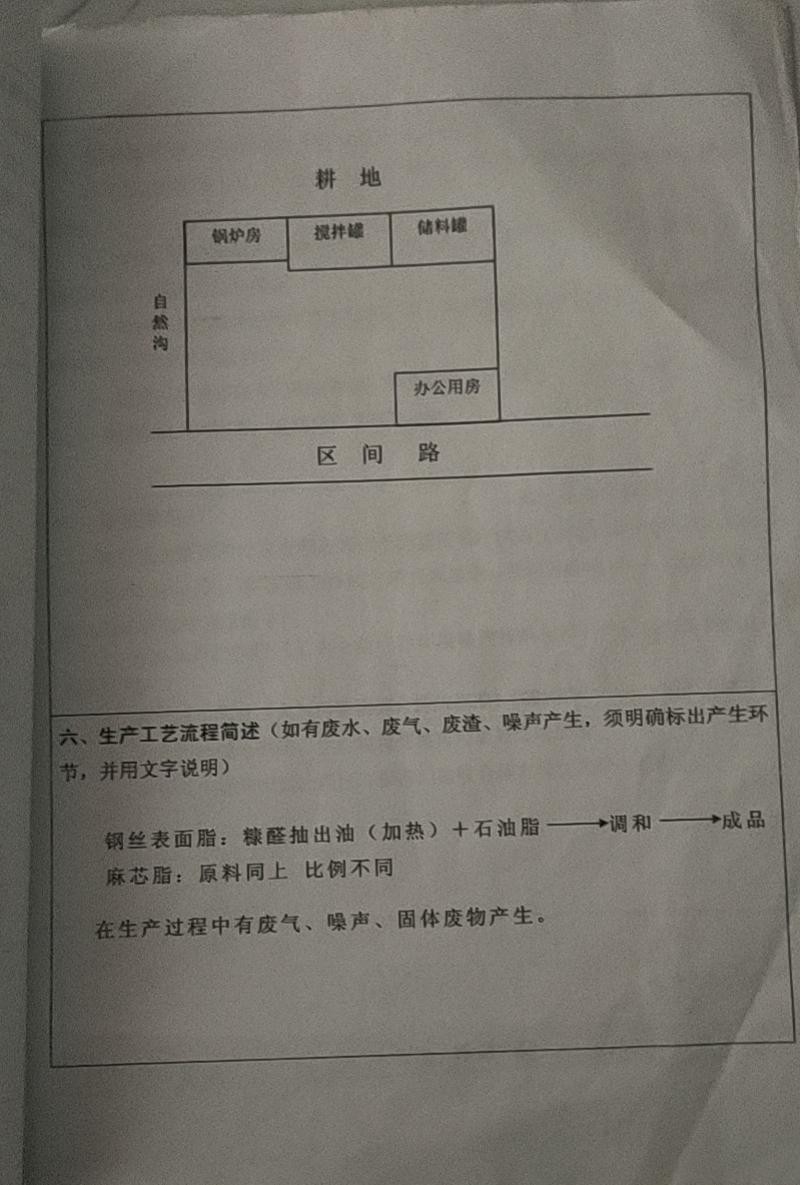 耕 地
锅炉房 搅拌罐 储料罐
自然沟
办公用房
区 间 路
六、生产工艺流程简述（如有废水、废气、废渣、噪声产生，须明确标出产生环
节，并用文字说明）
钢丝表面脂：糠醛抽出油（加热）＋石油脂 ——→调和 ——→成品
麻芯脂：原料同上 比例不同
在生产过程中有废气、噪声、固体废物产生。